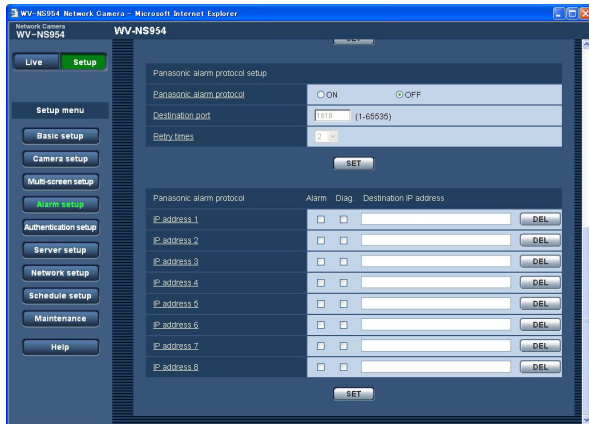 WV-NS954 Network Camera - Microsoft Internet Explorer
Network Camera
WV-NS954
WV-NS954
Live
Setup
Setup menu
Basic setup
Camera setup
Multi-screen setup
Alarm setup
Authentication setup
Server setup
Network setup
Schedule setup
Maintenance
Help
Panasonic alarm protocol setup
Panasonic alarm protocol ON OFF
Destination port 1818 (1-65535)
Retry times 2
SET
Panasonic alarm protocol Alarm Diag. Destination IP address
IP address 1 DEL
IP address 2 DEL
IP address 3 DEL
IP address 4 DEL
IP address 5 DEL
IP address 6 DEL
IP address 7 DEL
IP address 8 DEL
SET